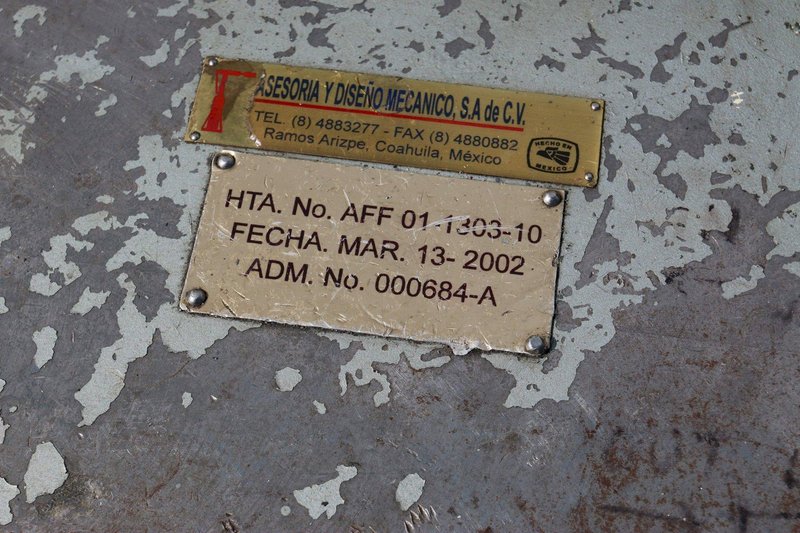 ASESORIA Y DISEÑO MECANICO, S.A de C.V.
TEL. (8) 4883277 - FAX (8) 4880882
Ramos Arizpe, Coahuila, México
HECHO EN
MEXICO
HTA. No. AFF 01-1303-10
FECHA. MAR. 13- 2002
ADM. No. 000684-A